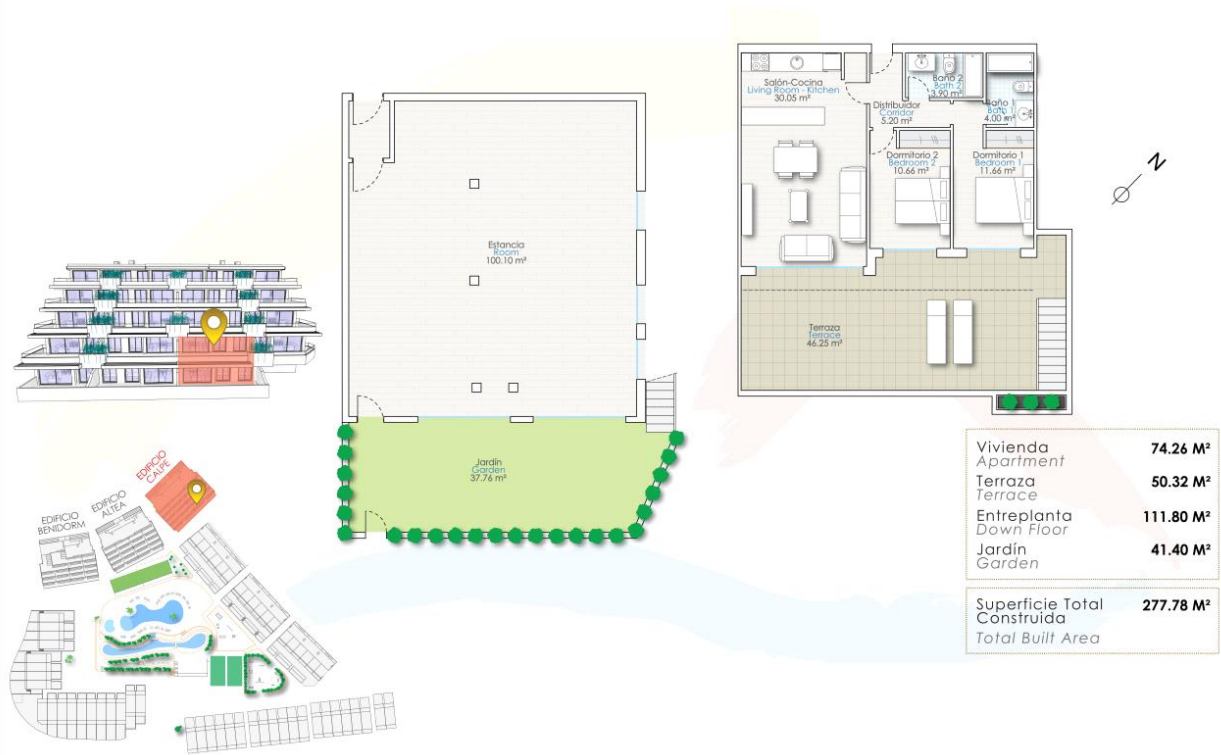 Salón-Cocina
Living Room - Kitchen
30.05 m²
Distribuidor
Corridor
5.20 m²
Baño 2
Bath 2
3.90 m²
Baño 1
Bath 1
4.00 m²
Dormitorio 2
Bedroom 2
10.66 m²
Dormitorio 1
Bedroom 1
11.66 m²
N
Estancia
Room
100.10 m²
Terraza
Terrace
46.25 m²
Jardín
Garden
37.76 m²
EDIFICIO
CALPE
EDIFICIO
ALTEA
EDIFICIO
BENIDORM
Vivienda 74.26 M²
Apartment
Terraza 50.32 M²
Terrace
Entreplanta 111.80 M²
Down Floor
Jardín 41.40 M²
Garden
Superficie Total 277.78 M²
Construida
Total Built Area